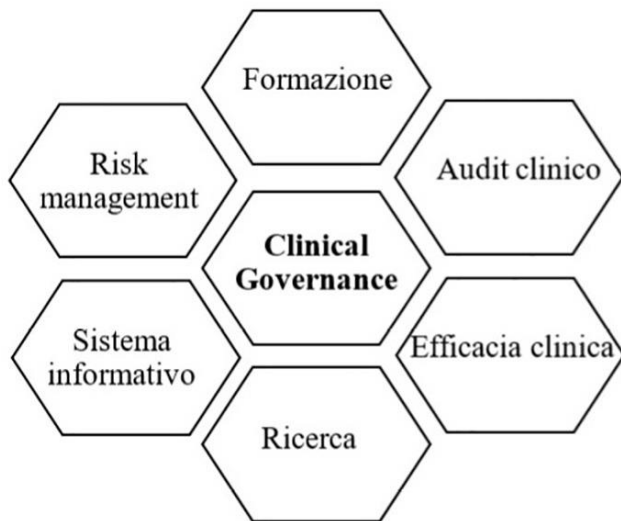 Formazione
Risk
management
Audit clinico
Clinical
Governance
Sistema
informativo
Efficacia clinica
Ricerca